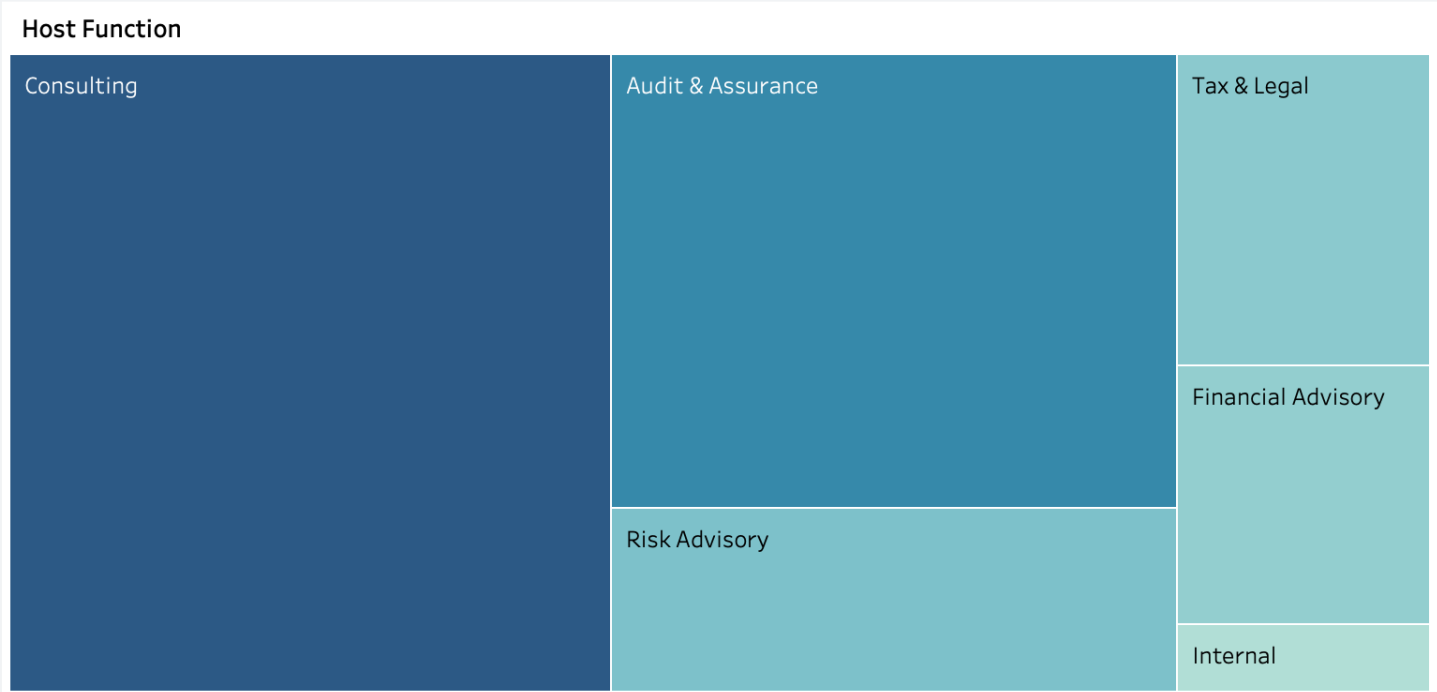 Host Function
Consulting
Audit & Assurance
Tax & Legal
Financial Advisory
Risk Advisory
Internal